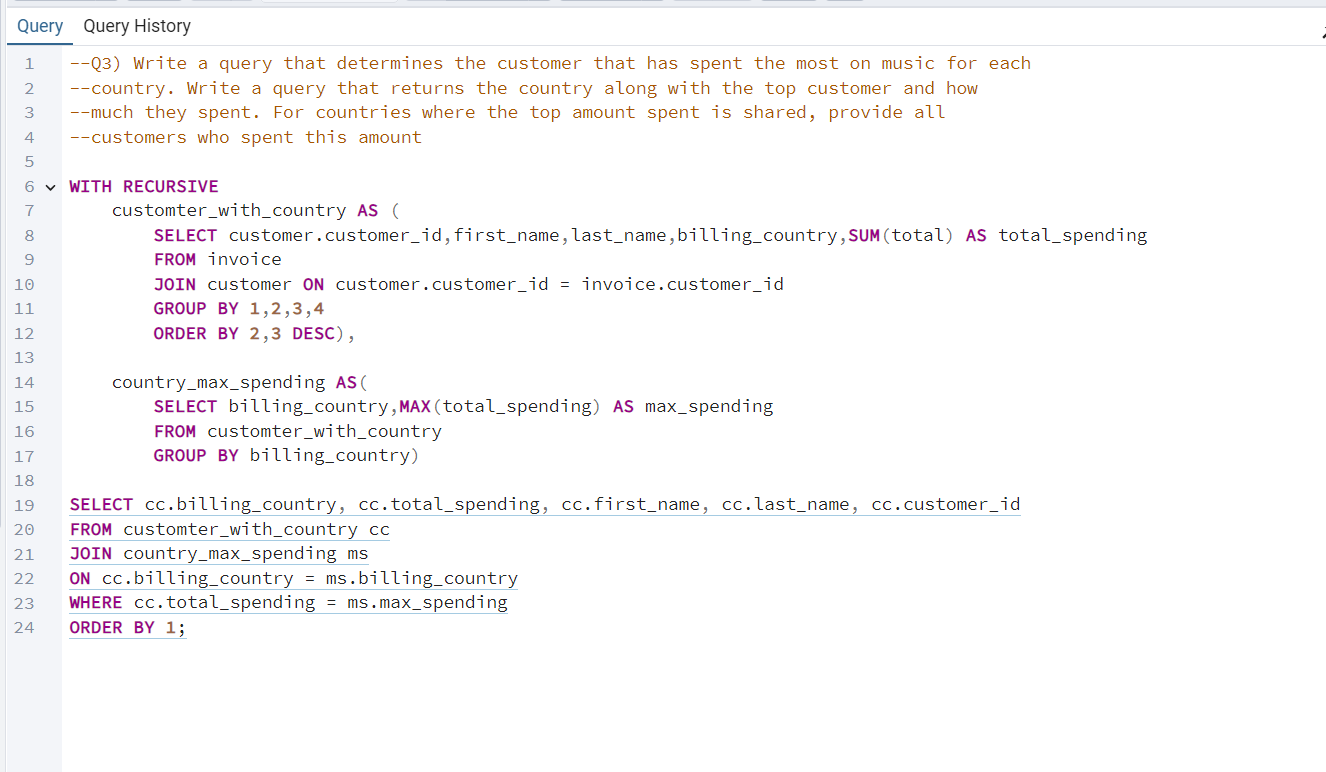 Query Query History
1 --Q3) Write a query that determines the customer that has spent the most on music for each
2 --country. Write a query that returns the country along with the top customer and how
3 --much they spent. For countries where the top amount spent is shared, provide all
4 --customers who spent this amount
5
6 WITH RECURSIVE
7 customter_with_country AS (
8 SELECT customer.customer_id,first_name,last_name,billing_country,SUM(total) AS total_spending
9 FROM invoice
10 JOIN customer ON customer.customer_id = invoice.customer_id
11 GROUP BY 1,2,3,4
12 ORDER BY 2,3 DESC),
13
14 country_max_spending AS(
15 SELECT billing_country,MAX(total_spending) AS max_spending
16 FROM customter_with_country
17 GROUP BY billing_country)
18
19 SELECT cc.billing_country, cc.total_spending, cc.first_name, cc.last_name, cc.customer_id
20 FROM customter_with_country cc
21 JOIN country_max_spending ms
22 ON cc.billing_country = ms.billing_country
23 WHERE cc.total_spending = ms.max_spending
24 ORDER BY 1;